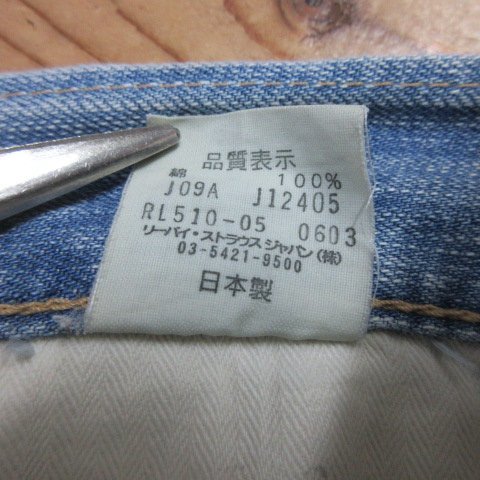 品質表示
綿 100%
J09A J12405
RL510-05 0603
リーバイ・ストラウス ジャパン(株)
03-5421-9500
日本製